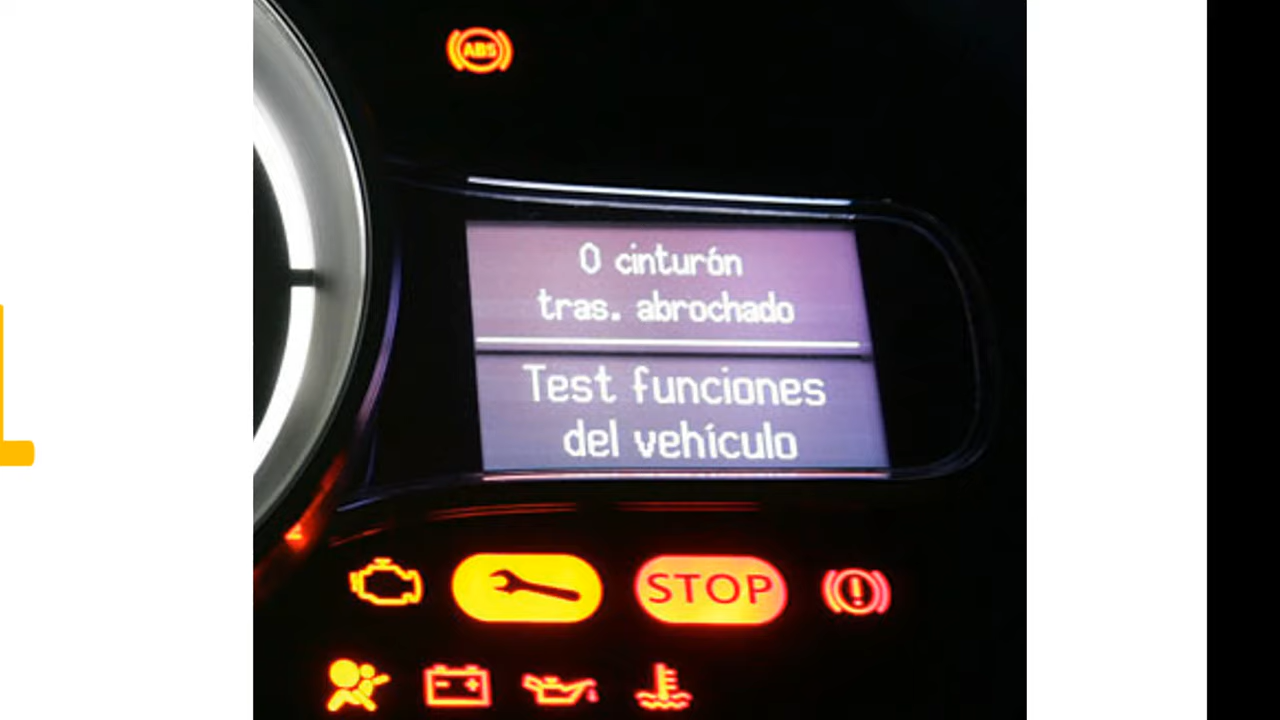 ABS
0 cinturón
tras. abrochado
Test funciones
del vehículo
STOP